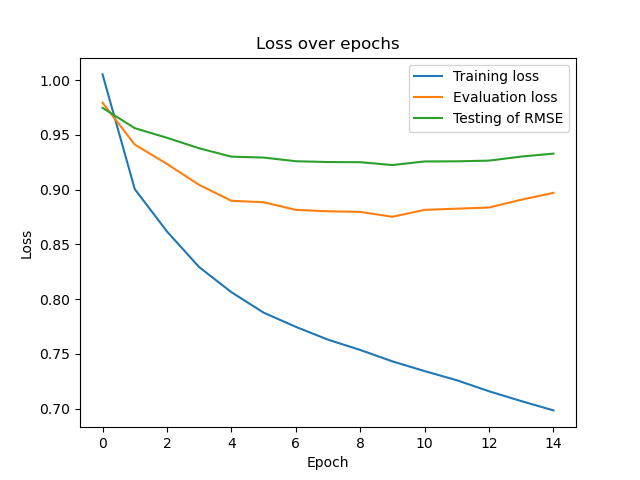 Loss over epochs
Training loss
Evaluation loss
Testing of RMSE
Loss
1.00
0.95
0.90
0.85
0.80
0.75
0.70
0 2 4 6 8 10 12 14
Epoch